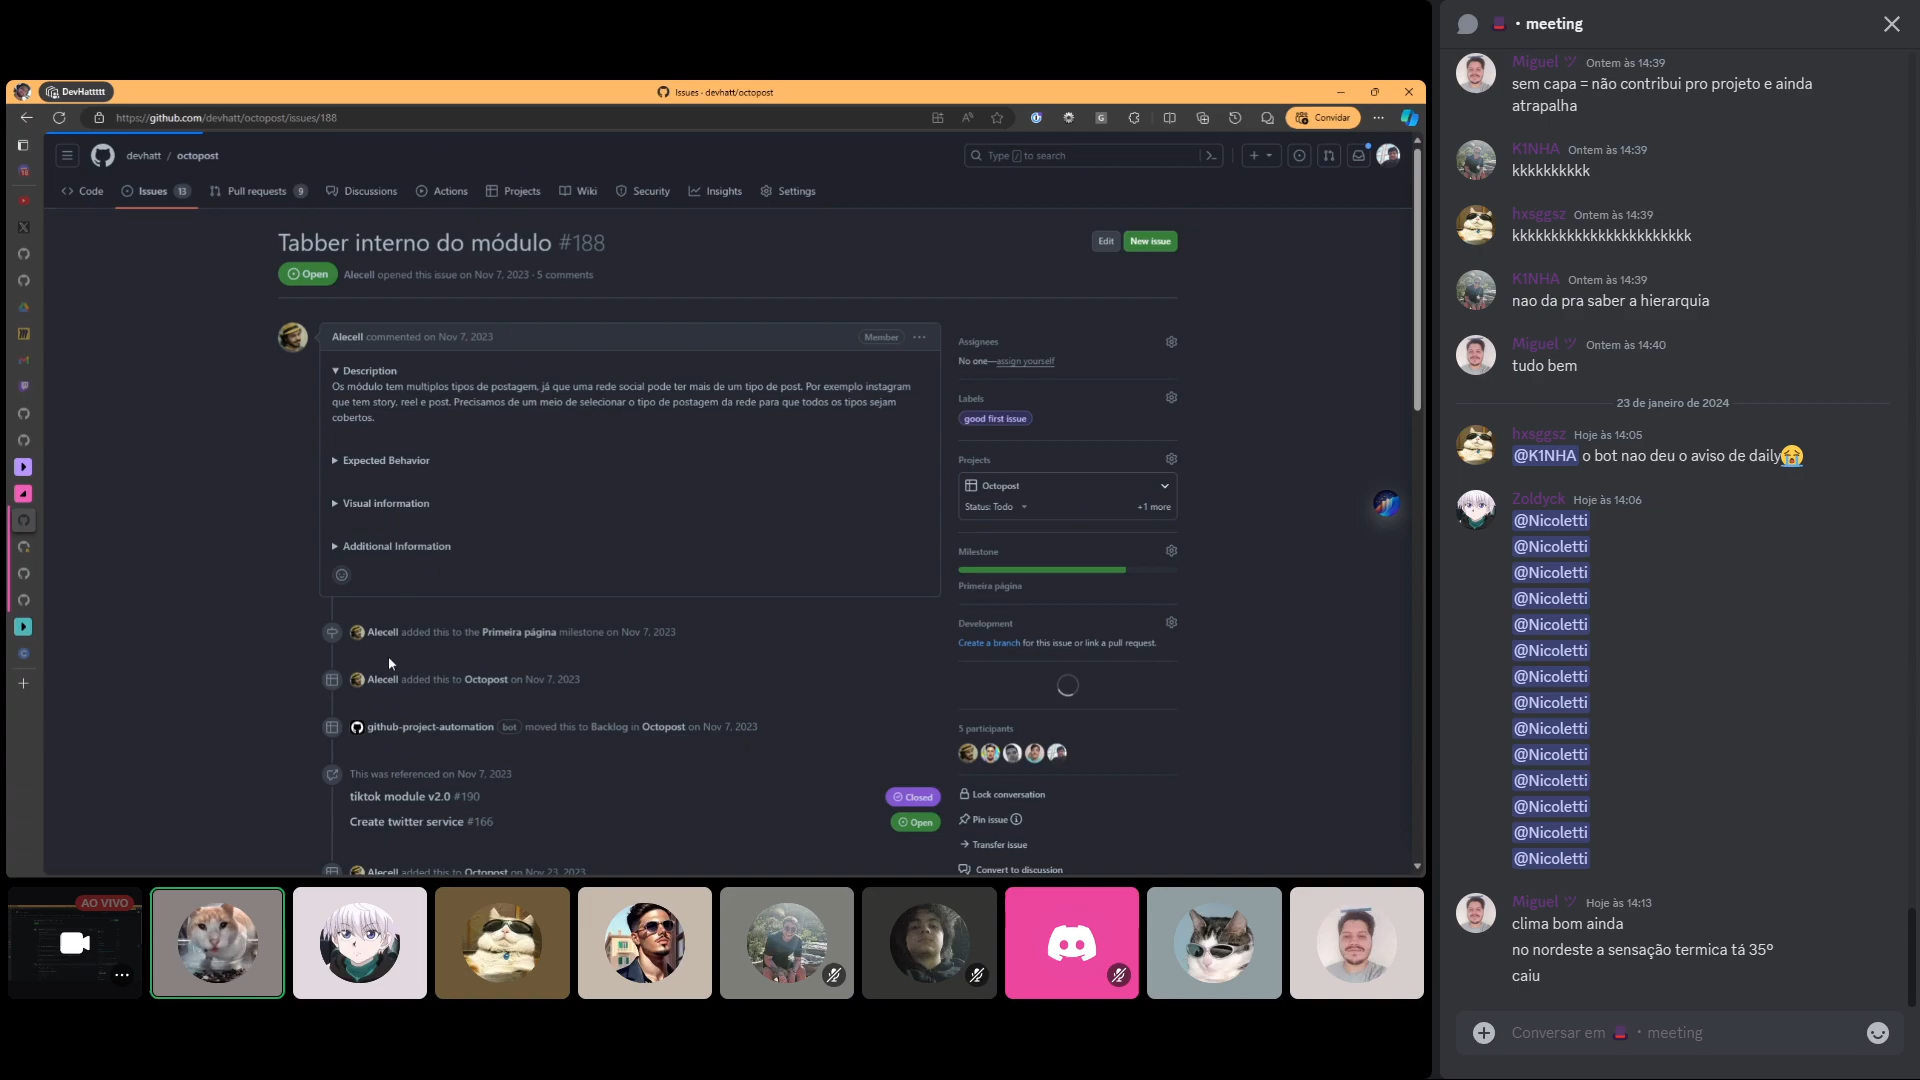 DevHattttt
Issues · devhatt/octopost
https://github.com/devhatt/octopost/issues/188
Convidar
devhatt / octopost
Type / to search
Code
Issues 13
Pull requests 9
Discussions
Actions
Projects
Wiki
Security
Insights
Settings
Tabber interno do módulo #188
Edit
New issue
Open
Alecell opened this issue on Nov 7, 2023 · 5 comments
Alecell commented on Nov 7, 2023
Member
Description
Os módulo tem multiplos tipos de postagem, já que uma rede social pode ter mais de um tipo de post. Por exemplo instagram
que tem story, reel e post. Precisamos de um meio de selecionar o tipo de postagem da rede para que todos os tipos sejam
cobertos.
Expected Behavior
Visual information
Additional Information
Alecell added this to the Primeira página milestone on Nov 7, 2023
Alecell added this to Octopost on Nov 7, 2023
github-project-automation bot moved this to Backlog in Octopost on Nov 7, 2023
This was referenced on Nov 7, 2023
tiktok module v2.0 #190
Closed
Create twitter service #166
Open
Alecell added this to Octopost on Nov 23, 2023
Assignees
No one—assign yourself
Labels
good first issue
Projects
Octopost
Status: Todo
+1 more
Milestone
Primeira página
Development
Create a branch for this issue or link a pull request.
5 participants
Lock conversation
Pin issue
Transfer issue
Convert to discussion
AO VIVO
· meeting
Miguel ツ Ontem às 14:39
sem capa = não contribui pro projeto e ainda
atrapalha
K1NHA Ontem às 14:39
kkkkkkkkkk
hxsggsz Ontem às 14:39
kkkkkkkkkkkkkkkkkkkkkkk
K1NHA Ontem às 14:39
nao da pra saber a hierarquia
Miguel ツ Ontem às 14:40
tudo bem
23 de janeiro de 2024
hxsggsz Hoje às 14:05
@K1NHA o bot nao deu o aviso de daily😭
Zoldyck Hoje às 14:06
@Nicoletti
@Nicoletti
@Nicoletti
@Nicoletti
@Nicoletti
@Nicoletti
@Nicoletti
@Nicoletti
@Nicoletti
@Nicoletti
@Nicoletti
@Nicoletti
@Nicoletti
@Nicoletti
Miguel ツ Hoje às 14:13
clima bom ainda
no nordeste a sensação termica tá 35º
caiu
Conversar em · meeting